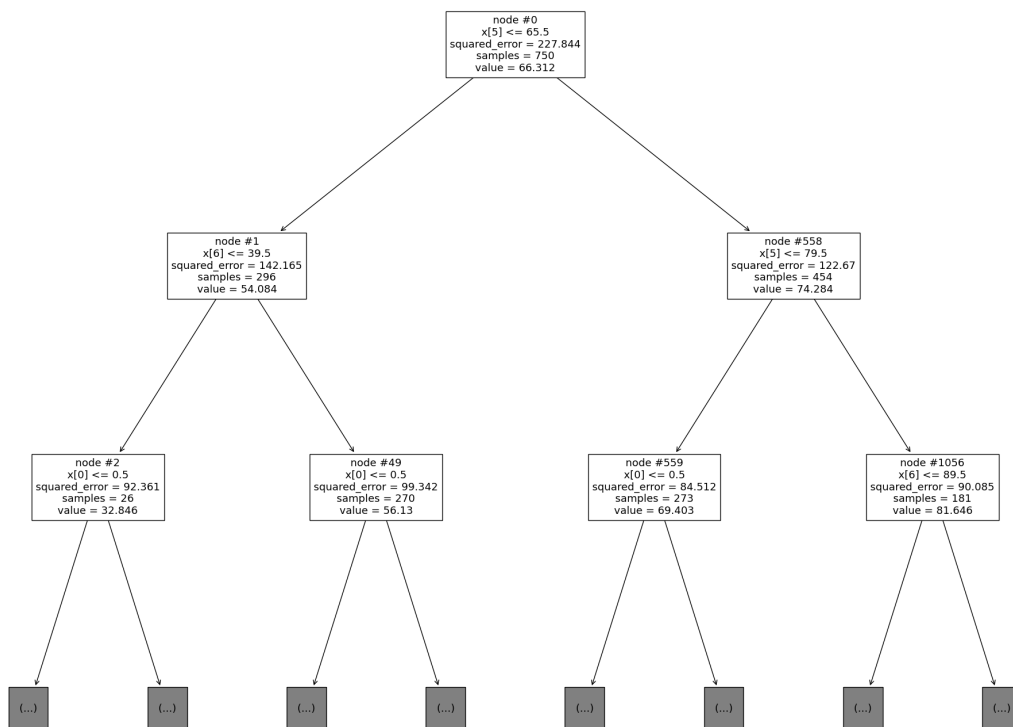 node #0
x[5] <= 65.5
squared_error = 227.844
samples = 750
value = 66.312
node #1
x[6] <= 39.5
squared_error = 142.165
samples = 296
value = 54.084
node #558
x[5] <= 79.5
squared_error = 122.67
samples = 454
value = 74.284
node #2
x[0] <= 0.5
squared_error = 92.361
samples = 26
value = 32.846
node #49
x[0] <= 0.5
squared_error = 99.342
samples = 270
value = 56.13
node #559
x[0] <= 0.5
squared_error = 84.512
samples = 273
value = 69.403
node #1056
x[6] <= 89.5
squared_error = 90.085
samples = 181
value = 81.646
(...)
(...)
(...)
(...)
(...)
(...)
(...)
(...)